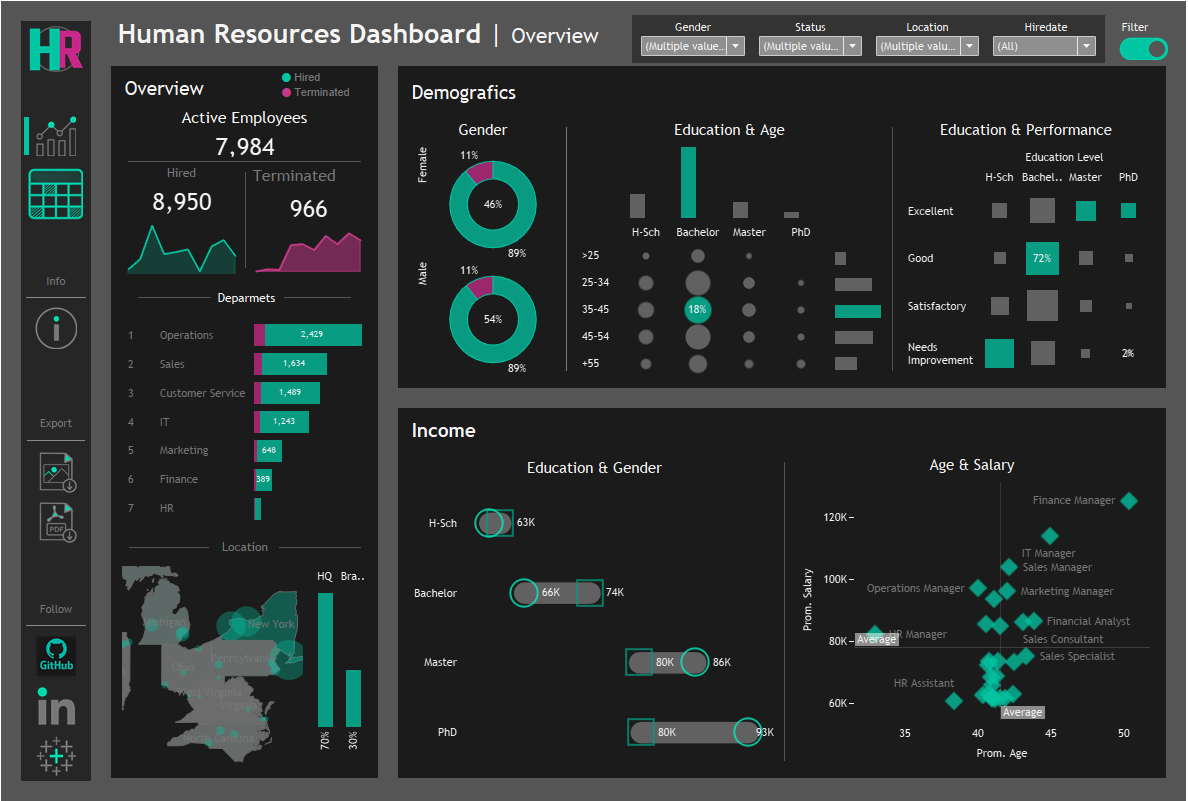 HR
Human Resources Dashboard | Overview
Gender
Status
Location
Hiredate
Filter
(Multiple value..
(Multiple valu...
(Multiple valu...
(All)
Info
Export
PDF
Follow
GitHub
in
Overview
Hired
Terminated
Active Employees
7,984
Hired
Terminated
8,950
966
Deparmets
1 Operations 2,429
2 Sales 1,634
3 Customer Service 1,489
4 IT 1,243
5 Marketing 648
6 Finance 389
7 HR
Location
HQ Bra..
Michigan
New York
Ohio
Pennsylvania
West Virginia
Virginia
North Carolina
70%
30%
Demografics
Gender
Female
11%
46%
89%
Male
11%
54%
89%
Education & Age
H-Sch Bachelor Master PhD
>25
25-34
35-45 18%
45-54
+55
Education & Performance
Education Level
H-Sch Bachel.. Master PhD
Excellent
Good 72%
Satisfactory
Needs
Improvement 2%
Income
Education & Gender
H-Sch 63K
Bachelor 66K 74K
Master 80K 86K
PhD 80K 93K
Age & Salary
Prom. Salary
120K
100K
80K
60K
Finance Manager
IT Manager
Sales Manager
Operations Manager
Marketing Manager
Financial Analyst
HR Manager
Average
Sales Consultant
Sales Specialist
HR Assistant
Average
35 40 45 50
Prom. Age